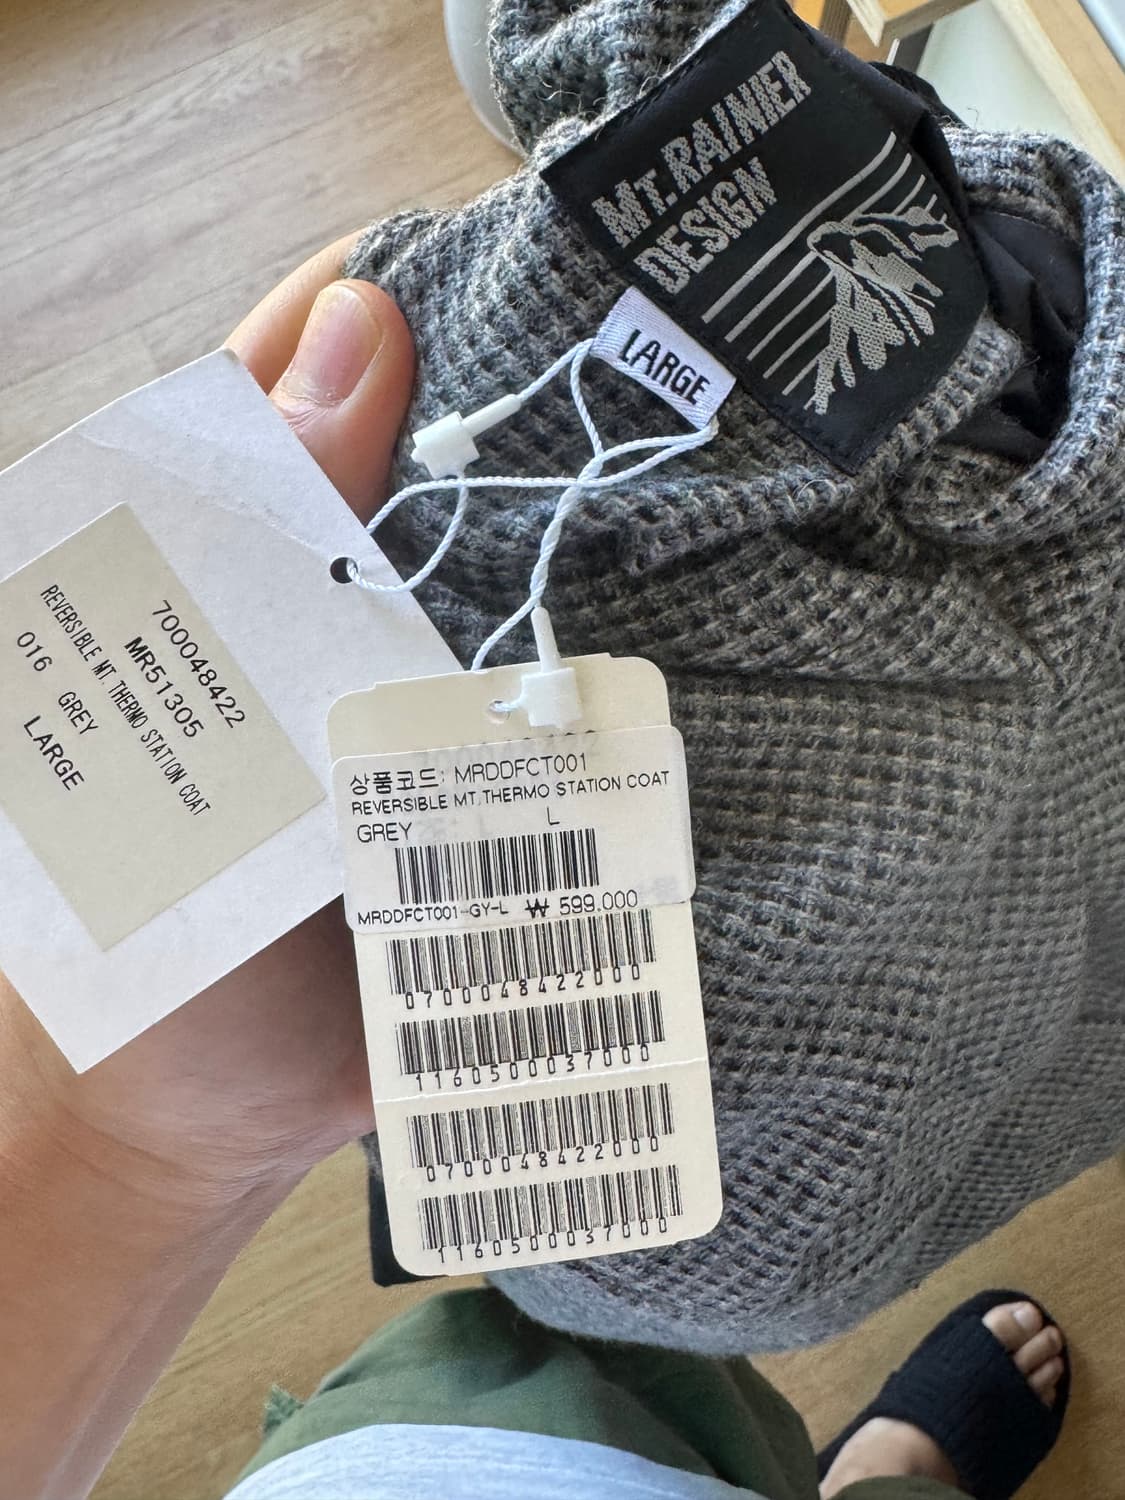 MT. RAINIER
DESIGN
LARGE
700048422
MR51305
REVERSIBLE MT. THERMO STATION COAT
016 GREY
LARGE
상품코드: MRDDFCT001
REVERSIBLE MT.THERMO STATION COAT
GREY L
MRDDFCT001-GY-L ₩ 599.000
0700048422000
1160500037000
0700048422000
1160500037000